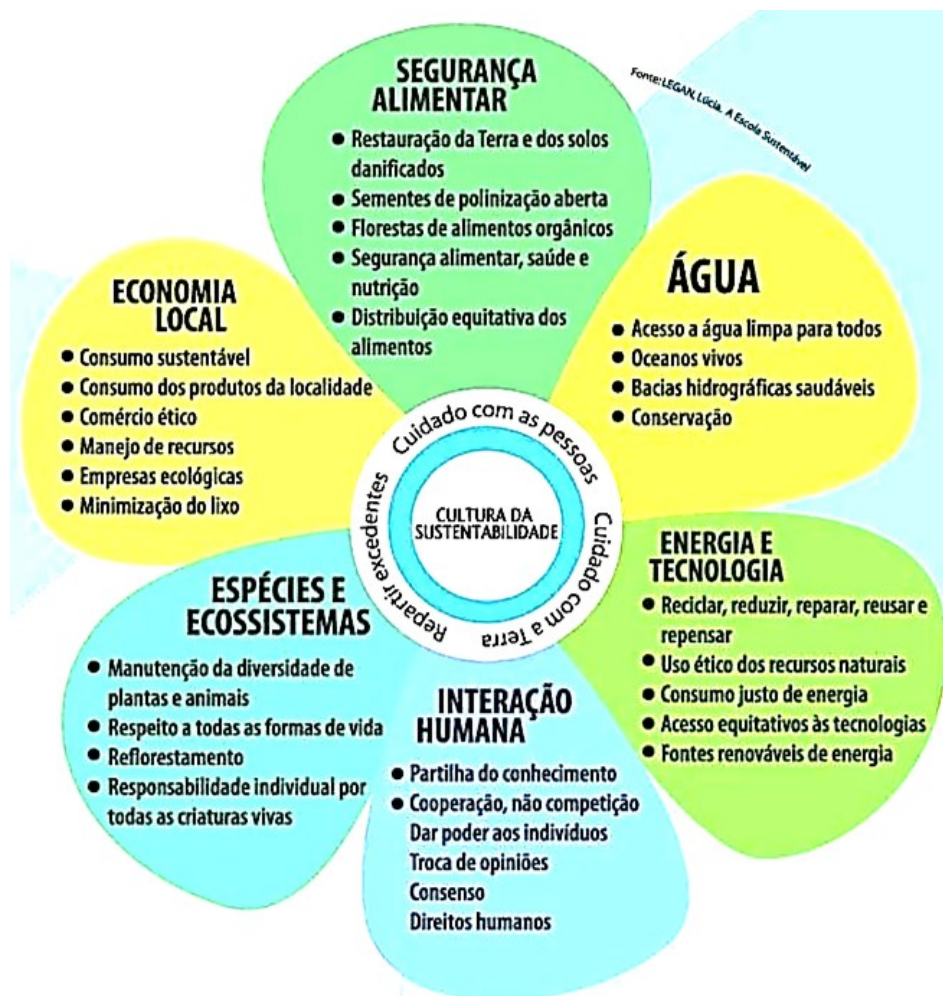 SEGURANÇA
ALIMENTAR
● Restauração da Terra e dos solos
danificados
● Sementes de polinização aberta
● Florestas de alimentos orgânicos
● Segurança alimentar, saúde e
nutrição
● Distribuição equitativa dos
alimentos
Fonte: LEGAN, Lúcia. A Escola Sustentável
ÁGUA
● Acesso a água limpa para todos
● Oceanos vivos
● Bacias hidrográficas saudáveis
● Conservação
ENERGIA E
TECNOLOGIA
● Reciclar, reduzir, reparar, reusar e
repensar
● Uso ético dos recursos naturais
● Consumo justo de energia
● Acesso equitativos às tecnologias
● Fontes renováveis de energia
INTERAÇÃO
HUMANA
● Partilha do conhecimento
● Cooperação, não competição
Dar poder aos indivíduos
Troca de opiniões
Consenso
Direitos humanos
ESPÉCIES E
ECOSSISTEMAS
● Manutenção da diversidade de
plantas e animais
● Respeito a todas as formas de vida
● Reflorestamento
● Responsabilidade individual por
todas as criaturas vivas
ECONOMIA
LOCAL
● Consumo sustentável
● Consumo dos produtos da localidade
● Comércio ético
● Manejo de recursos
● Empresas ecológicas
● Minimização do lixo
Cuidado com as pessoas
Cuidado com a Terra
Repartir excedentes
CULTURA DA
SUSTENTABILIDADE